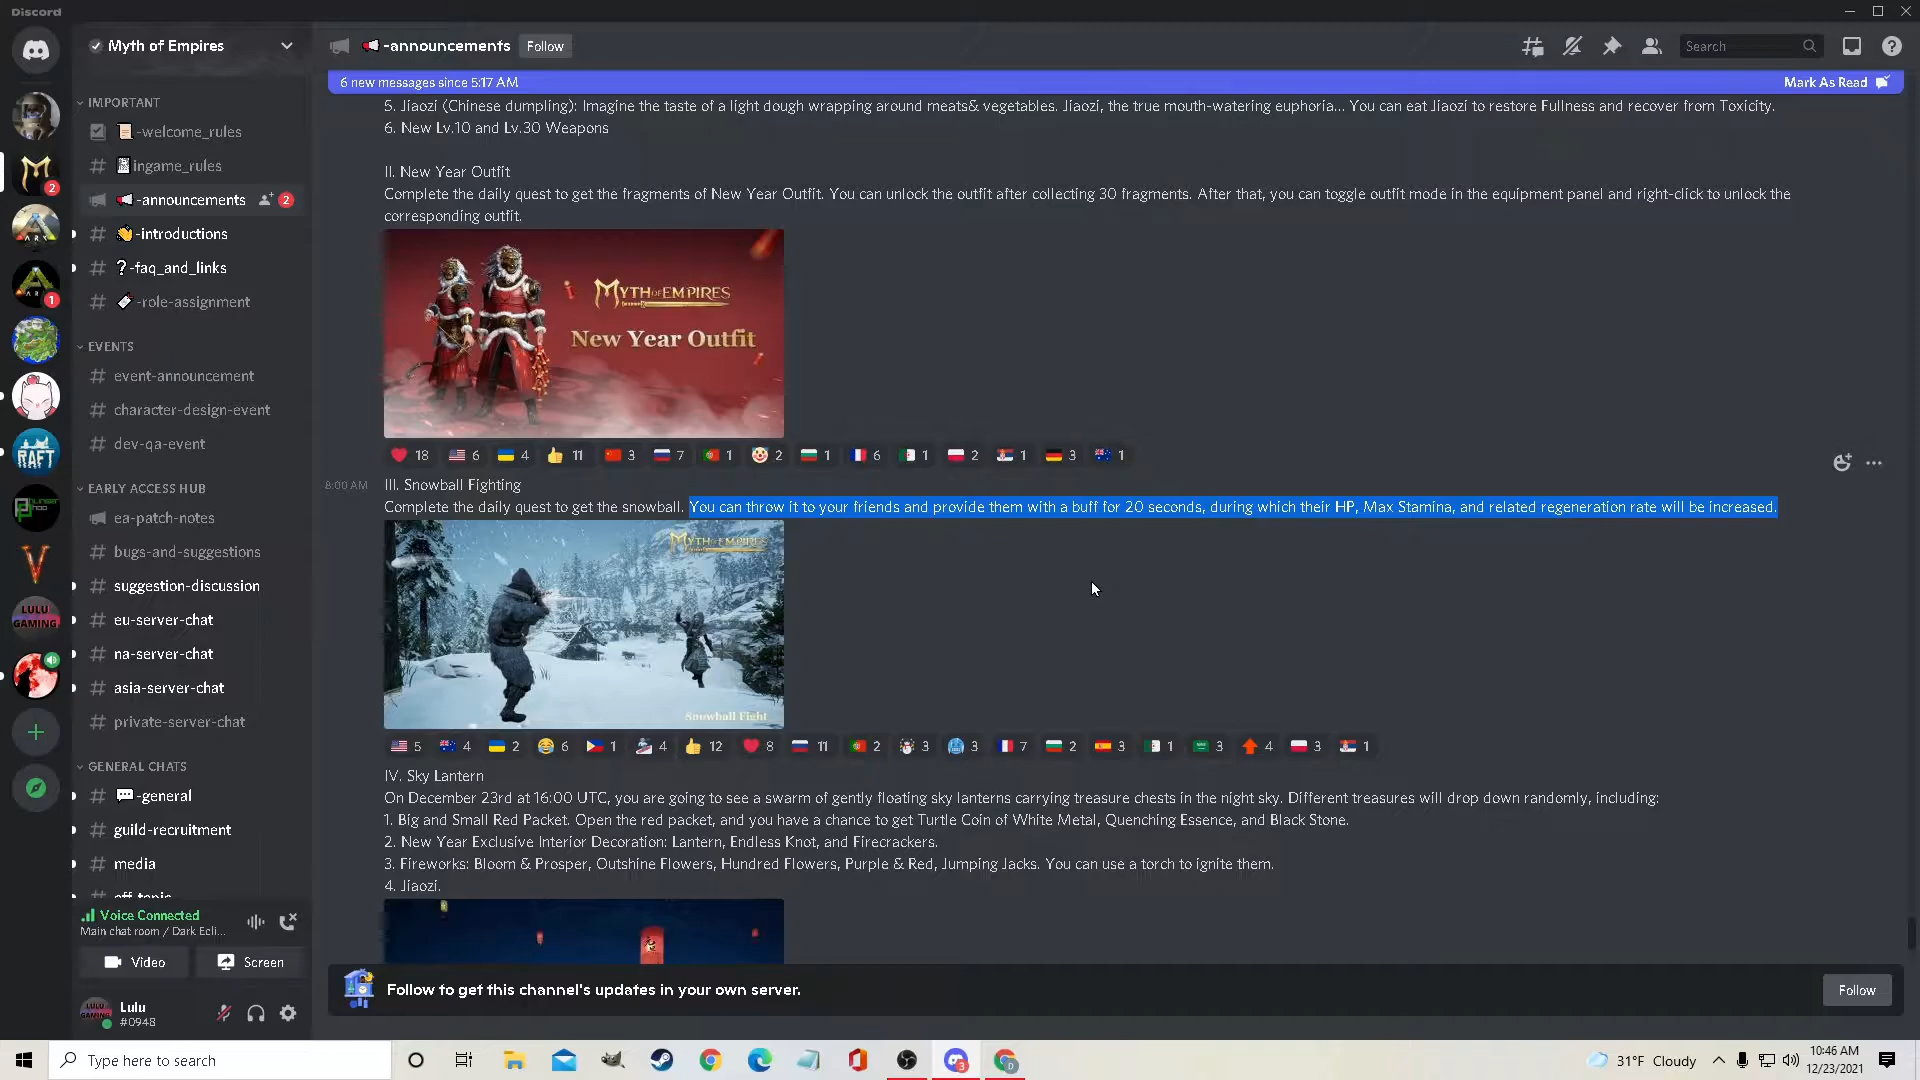 Discord
Myth of Empires
-announcements
Follow
Search
6 new messages since 5:17 AM
Mark As Read
IMPORTANT
-welcome_rules
ingame_rules
-announcements
2
-introductions
-faq_and_links
-role-assignment
EVENTS
event-announcement
character-design-event
dev-qa-event
EARLY ACCESS HUB
ea-patch-notes
bugs-and-suggestions
suggestion-discussion
eu-server-chat
na-server-chat
asia-server-chat
private-server-chat
GENERAL CHATS
-general
guild-recruitment
media
off-topic
Voice Connected
Main chat room / Dark Ecli...
Video
Screen
Lulu
#0948
2
ARK
1
RAFT
LULU
GAMING
5. Jiaozi (Chinese dumpling): Imagine the taste of a light dough wrapping around meats& vegetables. Jiaozi, the true mouth-watering euphoria... You can eat Jiaozi to restore Fullness and recover from Toxicity.
6. New Lv.10 and Lv.30 Weapons
II. New Year Outfit
Complete the daily quest to get the fragments of New Year Outfit. You can unlock the outfit after collecting 30 fragments. After that, you can toggle outfit mode in the equipment panel and right-click to unlock the
corresponding outfit.
MYTH OF EMPIRES
New Year Outfit
18 6 4 11 3 7 1 2 1 6 1 2 1 3 1
8:00 AM
III. Snowball Fighting
Complete the daily quest to get the snowball. You can throw it to your friends and provide them with a buff for 20 seconds, during which their HP, Max Stamina, and related regeneration rate will be increased.
MYTH OF EMPIRES
Snowball Fight
5 4 2 6 1 4 12 8 11 2 3 3 7 2 3 1 3 4 3 1
IV. Sky Lantern
On December 23rd at 16:00 UTC, you are going to see a swarm of gently floating sky lanterns carrying treasure chests in the night sky. Different treasures will drop down randomly, including:
1. Big and Small Red Packet. Open the red packet, and you have a chance to get Turtle Coin of White Metal, Quenching Essence, and Black Stone.
2. New Year Exclusive Interior Decoration: Lantern, Endless Knot, and Firecrackers.
3. Fireworks: Bloom & Prosper, Outshine Flowers, Hundred Flowers, Purple & Red, Jumping Jacks. You can use a torch to ignite them.
4. Jiaozi.
Follow to get this channel's updates in your own server.
Follow
Type here to search
3
31°F Cloudy
10:46 AM
12/23/2021